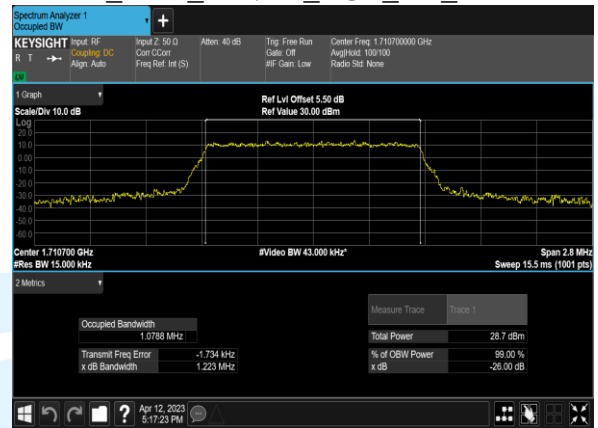 Spectrum Analyzer 1
Occupied BW
+
KEYSIGHT Input: RF Input Z: 50 Ω Atten: 40 dB Trig: Free Run Center Freq: 1.710700000 GHz
R T Coupling: DC Corr CCorr Gate: Off Avg|Hold: 100/100
Align: Auto Freq Ref: Int (S) #IF Gain: Low Radio Std: None
LV
1 Graph
Ref Lvl Offset 5.50 dB
Scale/Div 10.0 dB Ref Value 30.00 dBm
Log
20.0
10.0
0.00
-10.0
-20.0
-30.0
-40.0
-50.0
-60.0
Center 1.710700 GHz #Video BW 43.000 kHz* Span 2.8 MHz
#Res BW 15.000 kHz Sweep 15.5 ms (1001 pts)
2 Metrics
Measure Trace Trace 1
Occupied Bandwidth
1.0788 MHz
Total Power 28.7 dBm
Transmit Freq Error -1.734 kHz % of OBW Power 99.00 %
x dB Bandwidth 1.223 MHz x dB -26.00 dB
?
Apr 12, 2023
5:17:23 PM